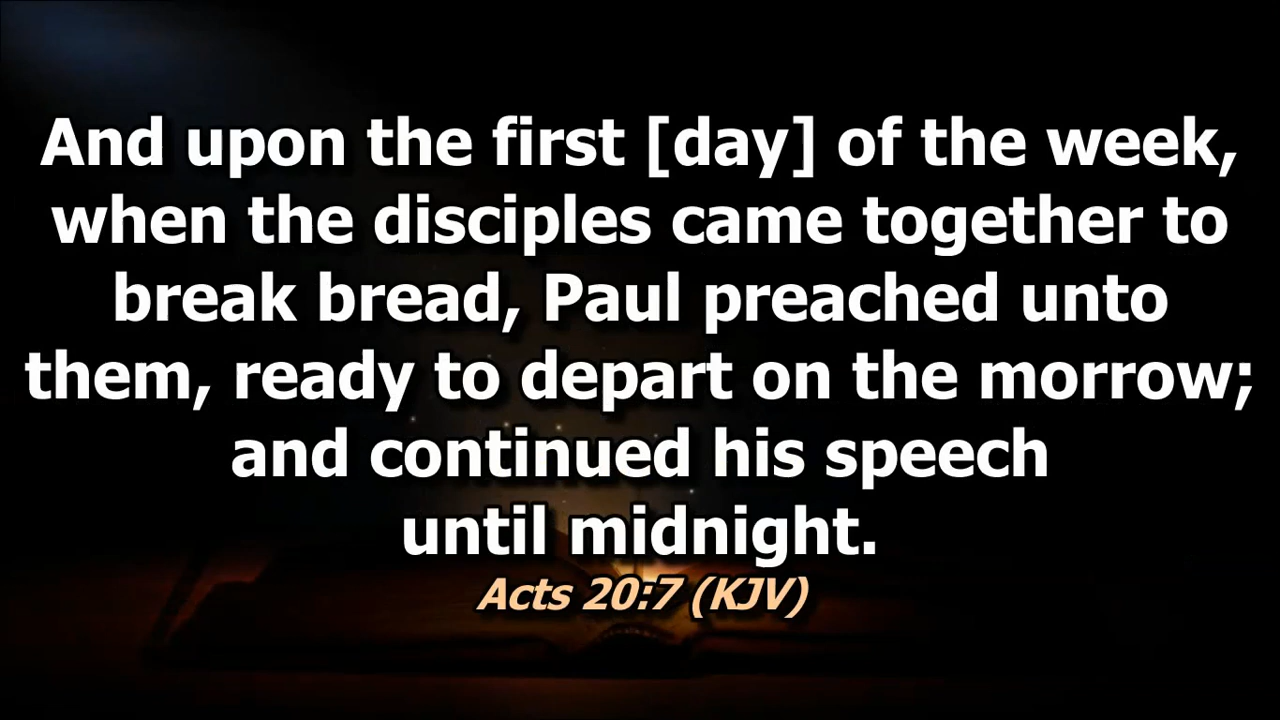 And upon the first [day] of the week,
when the disciples came together to
break bread, Paul preached unto
them, ready to depart on the morrow;
and continued his speech
until midnight.
Acts 20:7 (KJV)